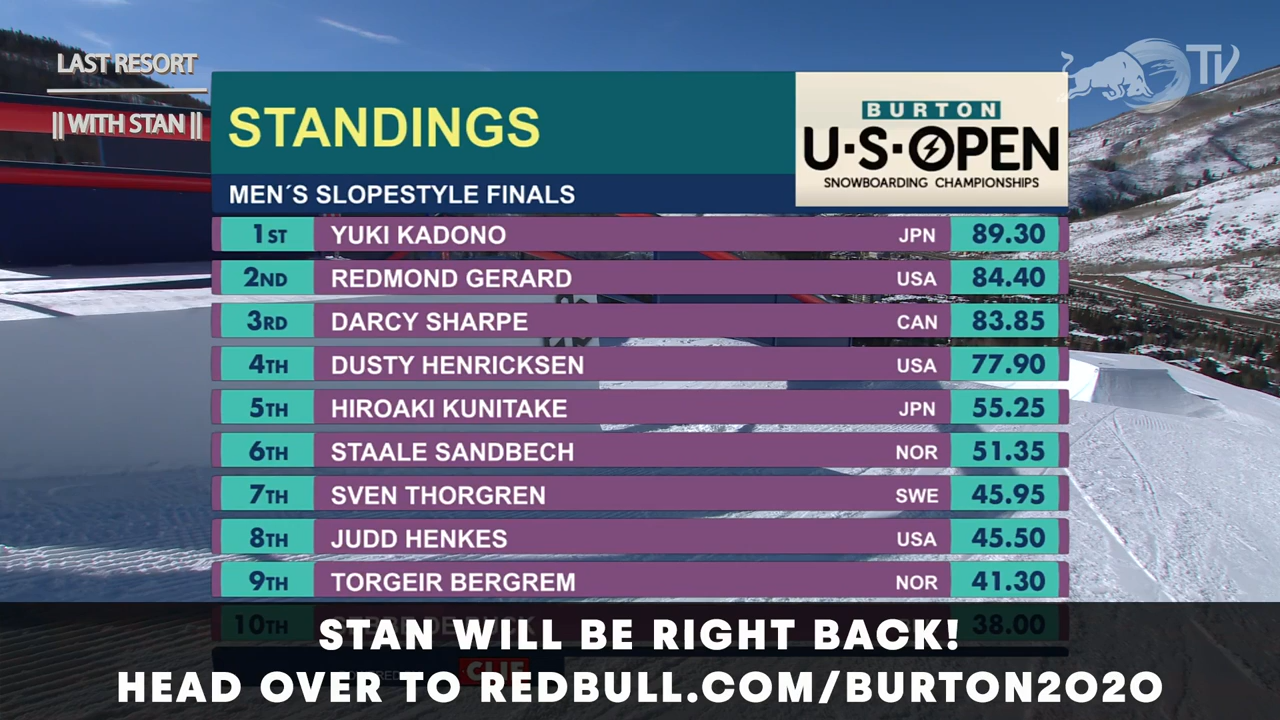 LAST RESORT
|| WITH STAN ||
TV
STANDINGS
BURTON
U·S·OPEN
SNOWBOARDING CHAMPIONSHIPS
MEN´S SLOPESTYLE FINALS
1ST YUKI KADONO JPN 89.30
2ND REDMOND GERARD USA 84.40
3RD DARCY SHARPE CAN 83.85
4TH DUSTY HENRICKSEN USA 77.90
5TH HIROAKI KUNITAKE JPN 55.25
6TH STAALE SANDBECH NOR 51.35
7TH SVEN THORGREN SWE 45.95
8TH JUDD HENKES USA 45.50
9TH TORGEIR BERGREM NOR 41.30
10TH 38.00
STAN WILL BE RIGHT BACK!
CLIF
HEAD OVER TO REDBULL.COM/BURTON2020